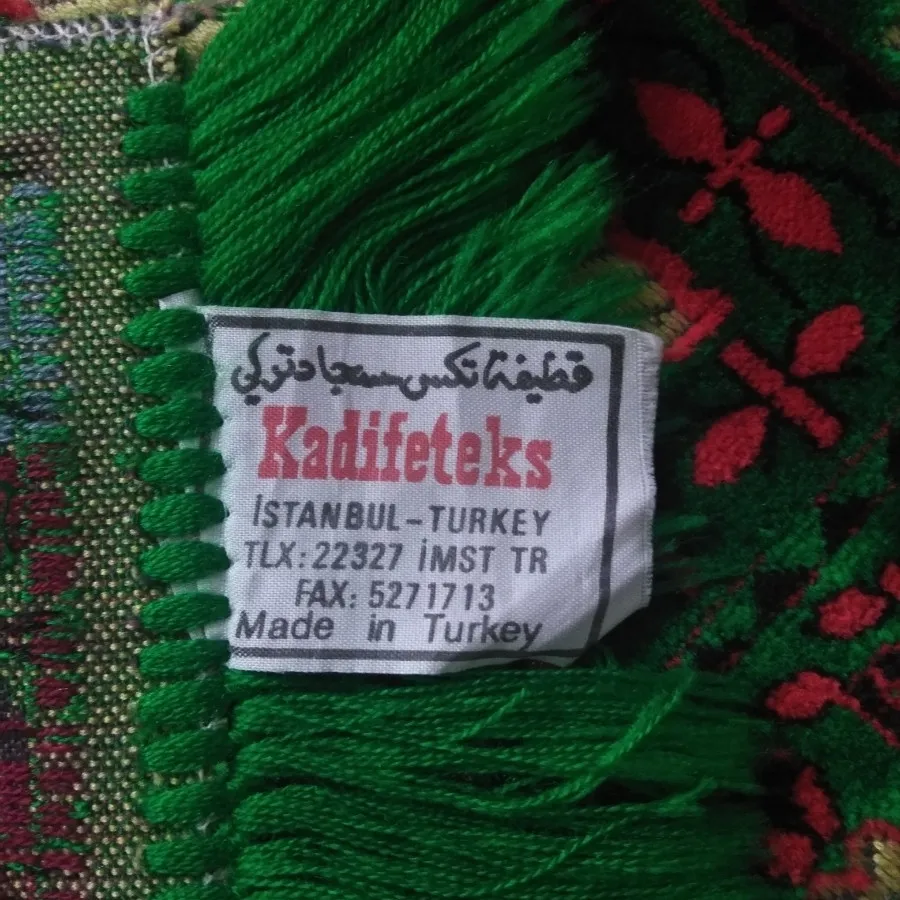 قطيفة تكس سجاد تركي
Kadifeteks
İSTANBUL-TURKEY
TLX: 22327 İMST TR
FAX: 5271713
Made in Turkey